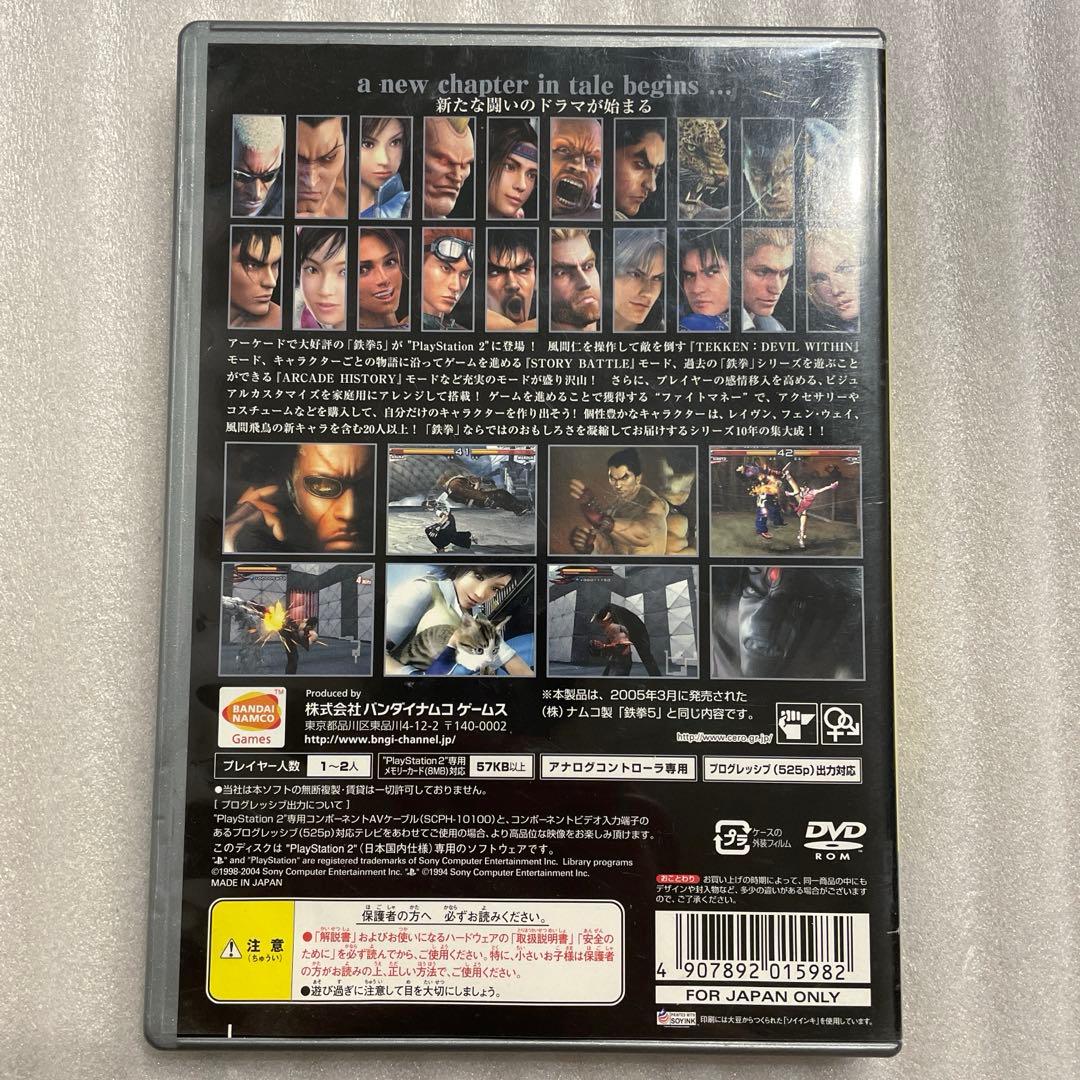 a new chapter in tale begins ...
新たな闘いのドラマが始まる
アーケードで大好評の「鉄拳5」が"PlayStation 2"に登場！ 風間仁を操作して敵を倒す『TEKKEN：DEVIL WITHIN』
モード、キャラクターごとの物語に沿ってゲームを進める『STORY BATTLE』モード、過去の「鉄拳」シリーズを遊ぶこと
ができる『ARCADE HISTORY』モードなど充実のモードが盛り沢山！ さらに、プレイヤーの感情移入を高める、ビジュ
アルカスタマイズを家庭用にアレンジして搭載！ ゲームを進めることで獲得する“ファイトマネー”で、アクセサリーや
コスチュームなどを購入して、自分だけのキャラクターを作り出そう！ 個性豊かなキャラクターは、レイヴン、フェン・ウェイ、
風間飛鳥の新キャラを含む20人以上！「鉄拳」ならではのおもしろさを凝縮してお届けするシリーズ10年の集大成！！
41
42
BANDAI
NAMCO
Games
TM
Produced by
株式会社 バンダイナムコ ゲームス
東京都品川区東品川4-12-2 〒140-0002
http://www.bngi-channel.jp/
※本製品は、2005年3月に発売された
（株）ナムコ製「鉄拳5」と同じ内容です。
http://www.cero.gr.jp/
プレイヤー人数 1〜2人
"PlayStation 2"専用
メモリーカード(8MB)対応 57KB以上
アナログコントローラ専用
プログレッシブ（525p）出力対応
●当社は本ソフトの無断複製・賃貸は一切許可しておりません。
［ プログレッシブ出力について ］
"PlayStation 2"専用コンポーネントAVケーブル(SCPH-10100)と、コンポーネントビデオ入力端子の
あるプログレッシブ(525p)対応テレビをあわせてご使用の場合、より高品位な映像をお楽しみ頂けます。
このディスクは "PlayStation 2"（日本国内仕様）専用のソフトウェアです。
" " and "PlayStation" are registered trademarks of Sony Computer Entertainment Inc. Library programs
©1998-2004 Sony Computer Entertainment Inc. " " ©1994 Sony Computer Entertainment Inc.
MADE IN JAPAN
プラ
ケースの
外装フィルム
DVD
ROM
おことわり お買い上げの時期によって、同一商品の中にも
デザインや封入物など、多少の違いがある場合がございます
ので、ご了承ください。
注意
（ちゅうい）
保護者の方へ 必ずお読みください。
●「解説書」およびお使いになるハードウェアの「取扱説明書」「安全の
ために」を必ず読んでから、ご使用ください。特に、小さいお子様は保護者
の方がお読みの上、正しい方法で、ご使用ください。
●遊び過ぎに注意して目を大切にしましょう。
4 907892 015982
FOR JAPAN ONLY
PRINTED WITH
SOY INK
印刷には大豆からつくられた「ソイインキ」を使用しています。